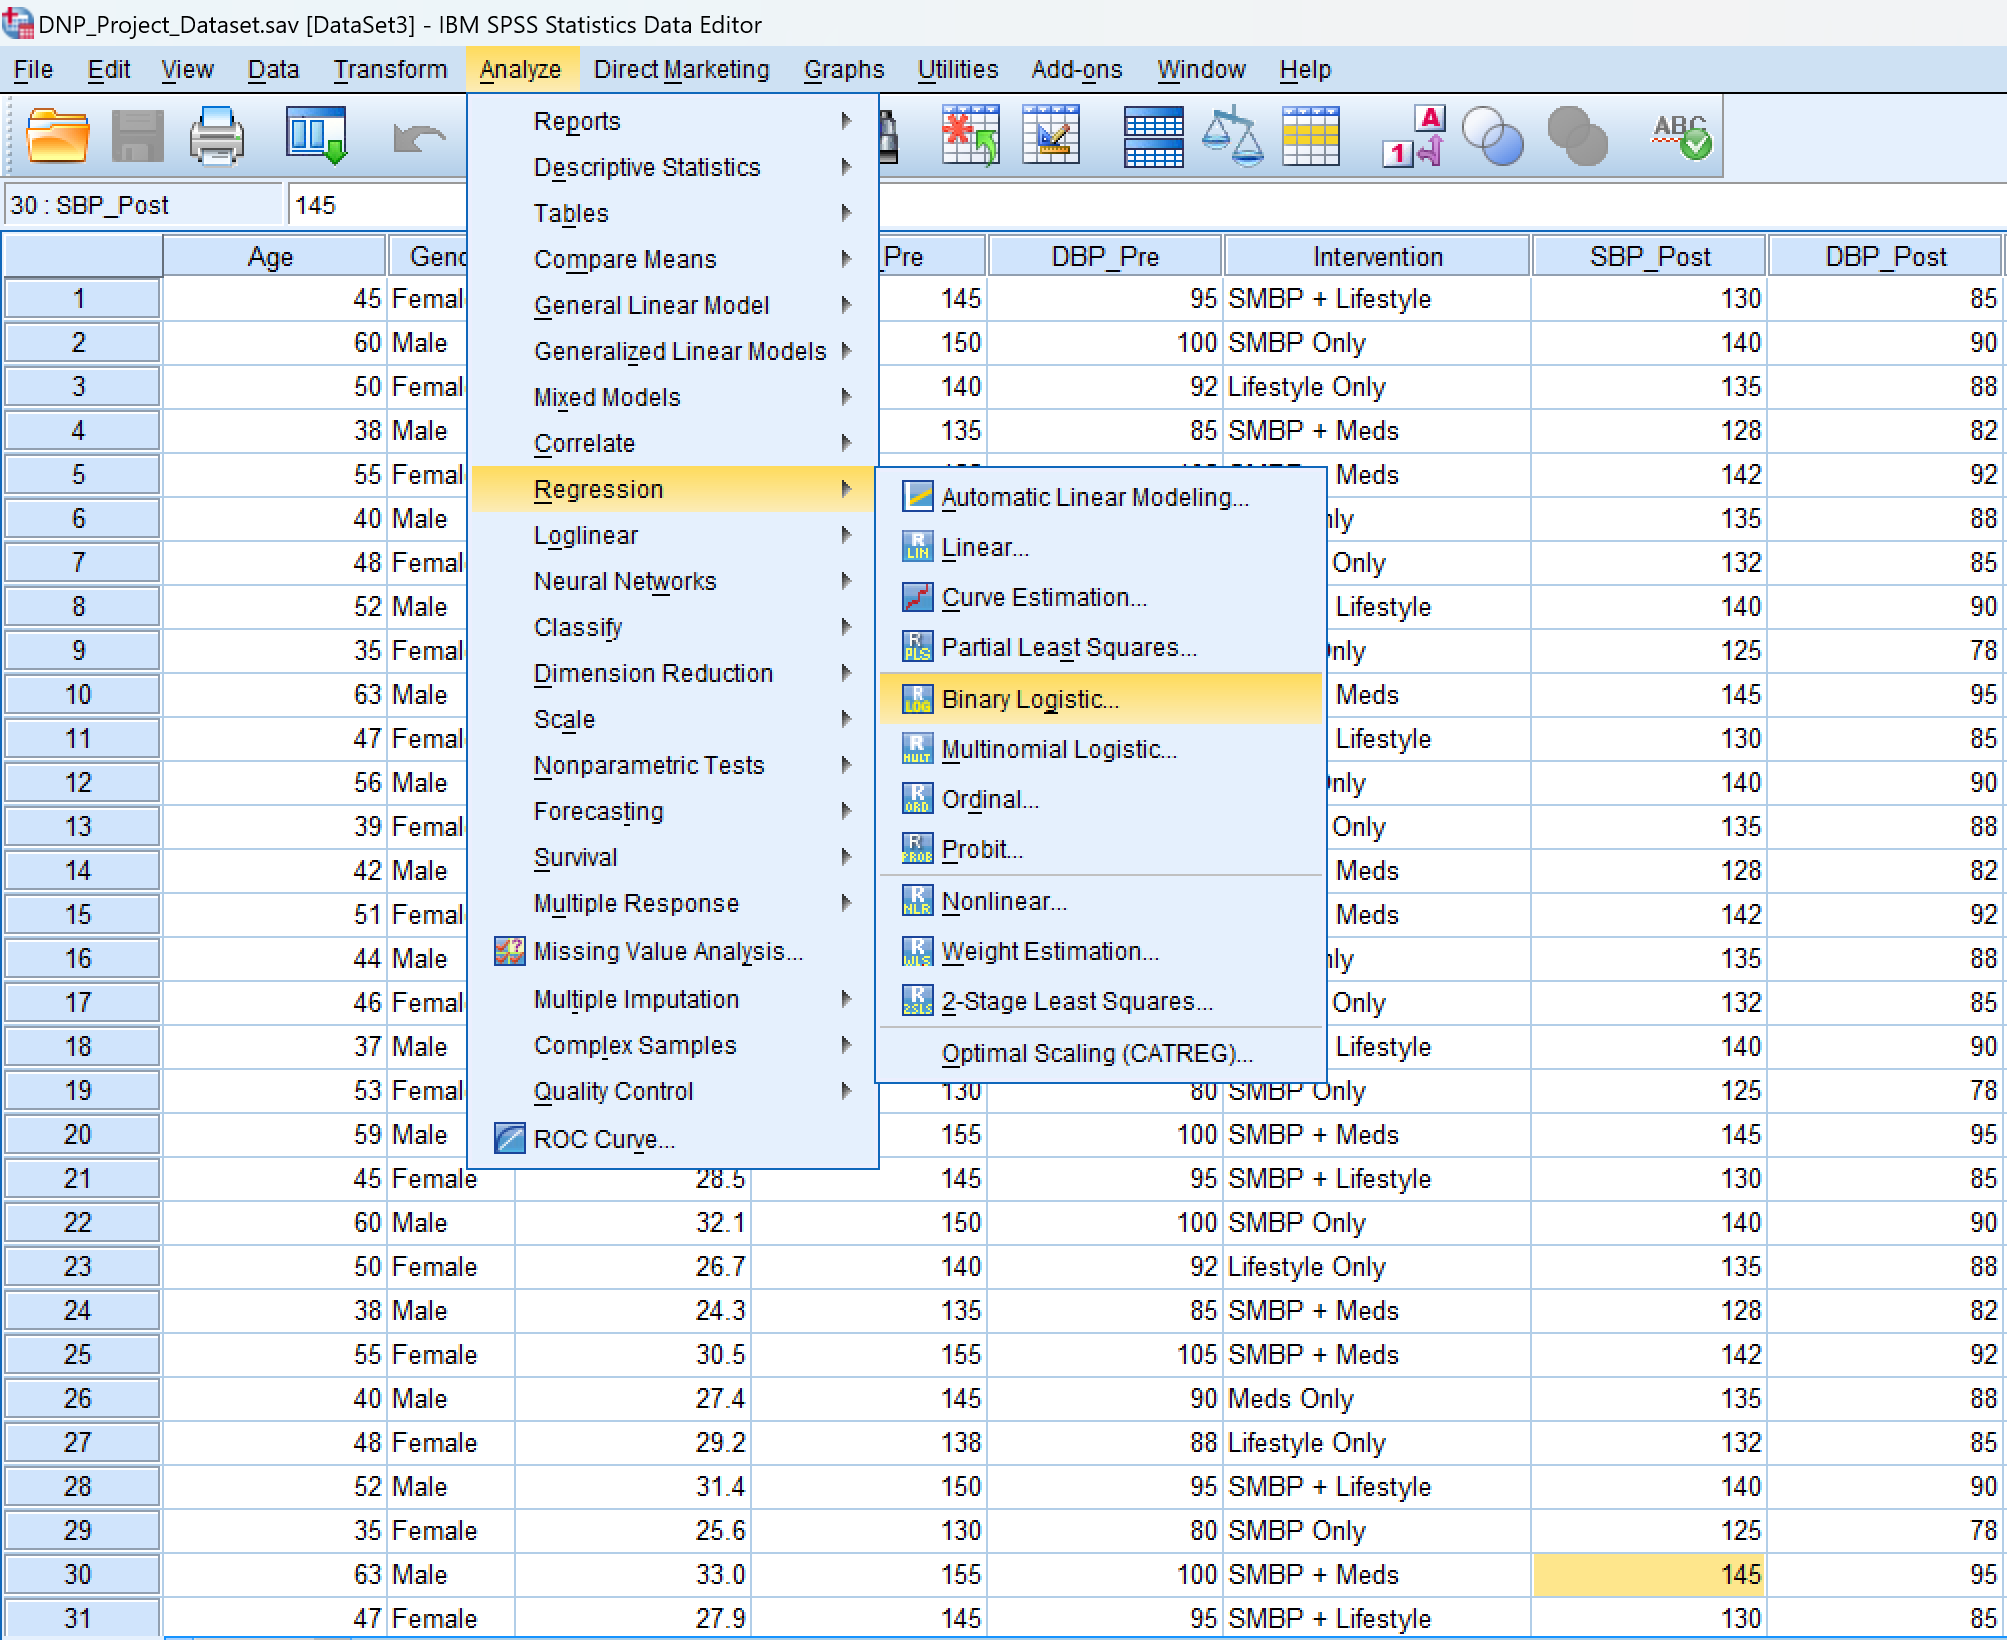 DNP_Project_Dataset.sav [DataSet3] - IBM SPSS Statistics Data Editor
File Edit View Data Transform Analyze Direct Marketing Graphs Utilities Add-ons Window Help
A
1
ABC
30 : SBP_Post 145
Age Gend _Pre DBP_Pre Intervention SBP_Post DBP_Post
1 45 Femal 145 95 SMBP + Lifestyle 130 85
2 60 Male 150 100 SMBP Only 140 90
3 50 Femal 140 92 Lifestyle Only 135 88
4 38 Male 135 85 SMBP + Meds 128 82
5 55 Femal Meds 142 92
6 40 Male nly 135 88
7 48 Femal Only 132 85
8 52 Male Lifestyle 140 90
9 35 Femal nly 125 78
10 63 Male Meds 145 95
11 47 Femal Lifestyle 130 85
12 56 Male nly 140 90
13 39 Femal Only 135 88
14 42 Male Meds 128 82
15 51 Femal Meds 142 92
16 44 Male nly 135 88
17 46 Femal Only 132 85
18 37 Male Lifestyle 140 90
19 53 Femal 130 80 SMBP Only 125 78
20 59 Male 155 100 SMBP + Meds 145 95
21 45 Female 28.5 145 95 SMBP + Lifestyle 130 85
22 60 Male 32.1 150 100 SMBP Only 140 90
23 50 Female 26.7 140 92 Lifestyle Only 135 88
24 38 Male 24.3 135 85 SMBP + Meds 128 82
25 55 Female 30.5 155 105 SMBP + Meds 142 92
26 40 Male 27.4 145 90 Meds Only 135 88
27 48 Female 29.2 138 88 Lifestyle Only 132 85
28 52 Male 31.4 150 95 SMBP + Lifestyle 140 90
29 35 Female 25.6 130 80 SMBP Only 125 78
30 63 Male 33.0 155 100 SMBP + Meds 145 95
31 47 Female 27.9 145 95 SMBP + Lifestyle 130 85
Reports
Descriptive Statistics
Tables
Compare Means
General Linear Model
Generalized Linear Models
Mixed Models
Correlate
Regression
Loglinear
Neural Networks
Classify
Dimension Reduction
Scale
Nonparametric Tests
Forecasting
Survival
Multiple Response
Missing Value Analysis...
Multiple Imputation
Complex Samples
Quality Control
ROC Curve...
Automatic Linear Modeling...
R LIN Linear...
Curve Estimation...
R PLS Partial Least Squares...
R LOG Binary Logistic...
R MULT Multinomial Logistic...
R ORD Ordinal...
R PROB Probit...
R NLR Nonlinear...
R WLS Weight Estimation...
R 2SLS 2-Stage Least Squares...
Optimal Scaling (CATREG)...